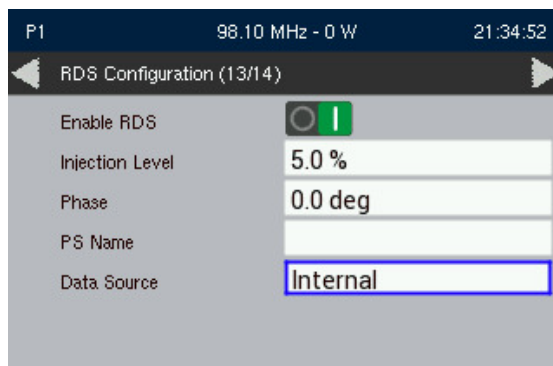 P1 98.10 MHz - 0 W 21:34:52
RDS Configuration (13/14)
Enable RDS
Injection Level 5.0 %
Phase 0.0 deg
PS Name
Data Source Internal